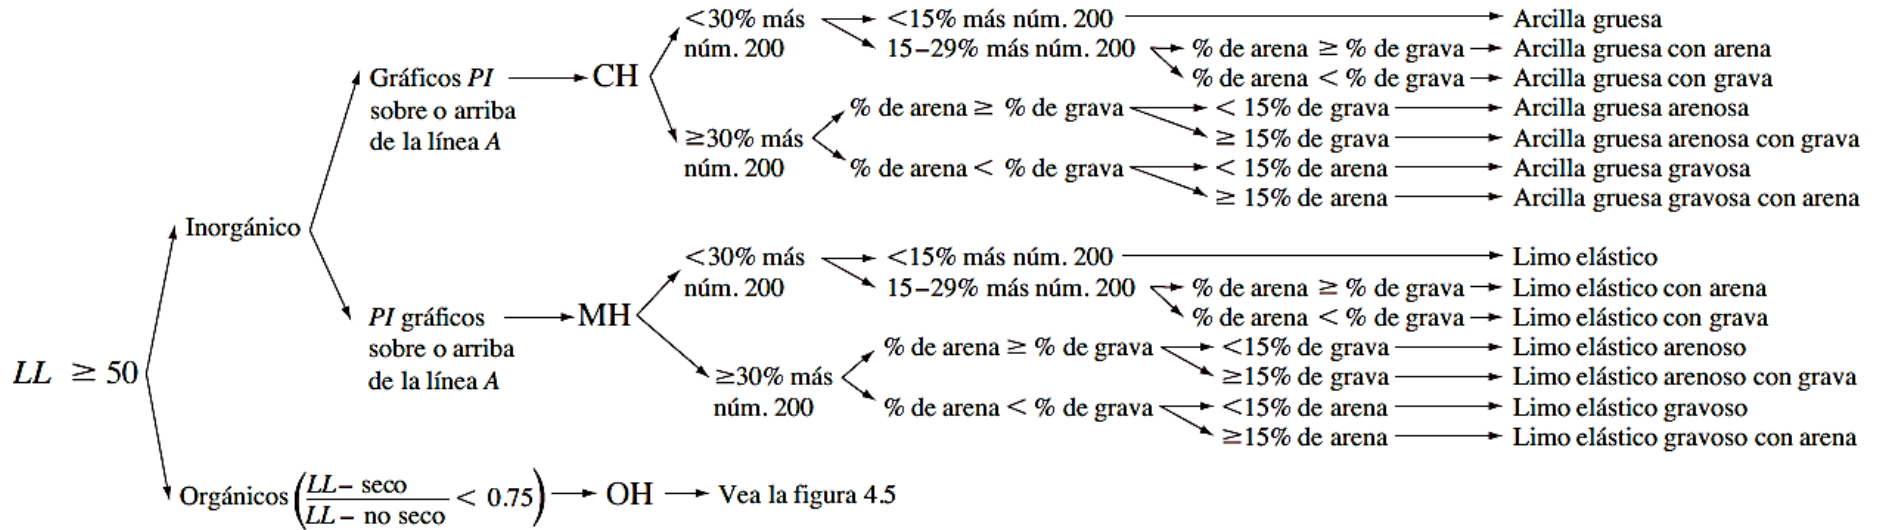 <30% más <15% más núm. 200 Arcilla gruesa
núm. 200 15–29% más núm. 200 % de arena ≥ % de grava Arcilla gruesa con arena
Gráficos PI CH % de arena < % de grava Arcilla gruesa con grava
sobre o arriba % de arena ≥ % de grava < 15% de grava Arcilla gruesa arenosa
de la línea A ≥30% más ≥ 15% de grava Arcilla gruesa arenosa con grava
núm. 200 % de arena < % de grava < 15% de arena Arcilla gruesa gravosa
≥ 15% de arena Arcilla gruesa gravosa con arena
Inorgánico
<30% más <15% más núm. 200 Limo elástico
núm. 200 15–29% más núm. 200 % de arena ≥ % de grava Limo elástico con arena
PI gráficos MH % de arena < % de grava Limo elástico con grava
sobre o arriba % de arena ≥ % de grava <15% de grava Limo elástico arenoso
de la línea A ≥30% más ≥15% de grava Limo elástico arenoso con grava
LL ≥ 50
núm. 200 % de arena < % de grava <15% de arena Limo elástico gravoso
≥15% de arena Limo elástico gravoso con arena
Orgánicos (LL – seco / LL – no seco < 0.75) OH Vea la figura 4.5